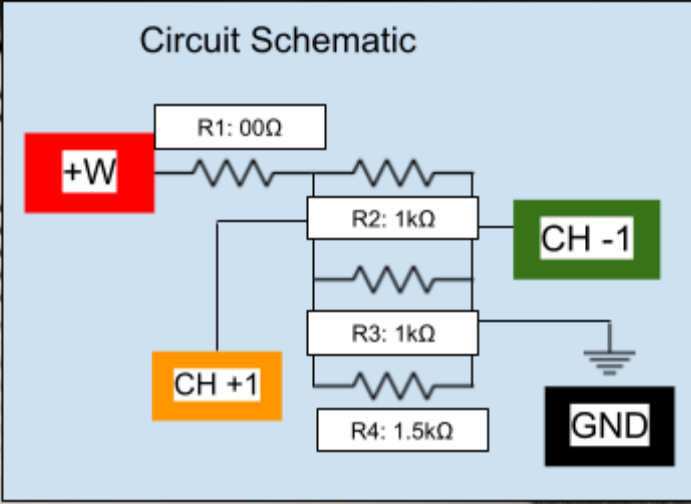 Circuit Schematic
R1: 00Ω
+W
R2: 1kΩ
CH -1
R3: 1kΩ
CH +1
R4: 1.5kΩ
GND